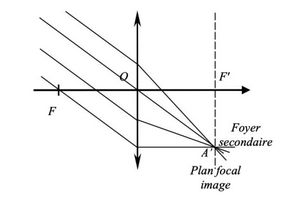 O
F'
F
Foyer
secondaire
A'
Plan focal
image